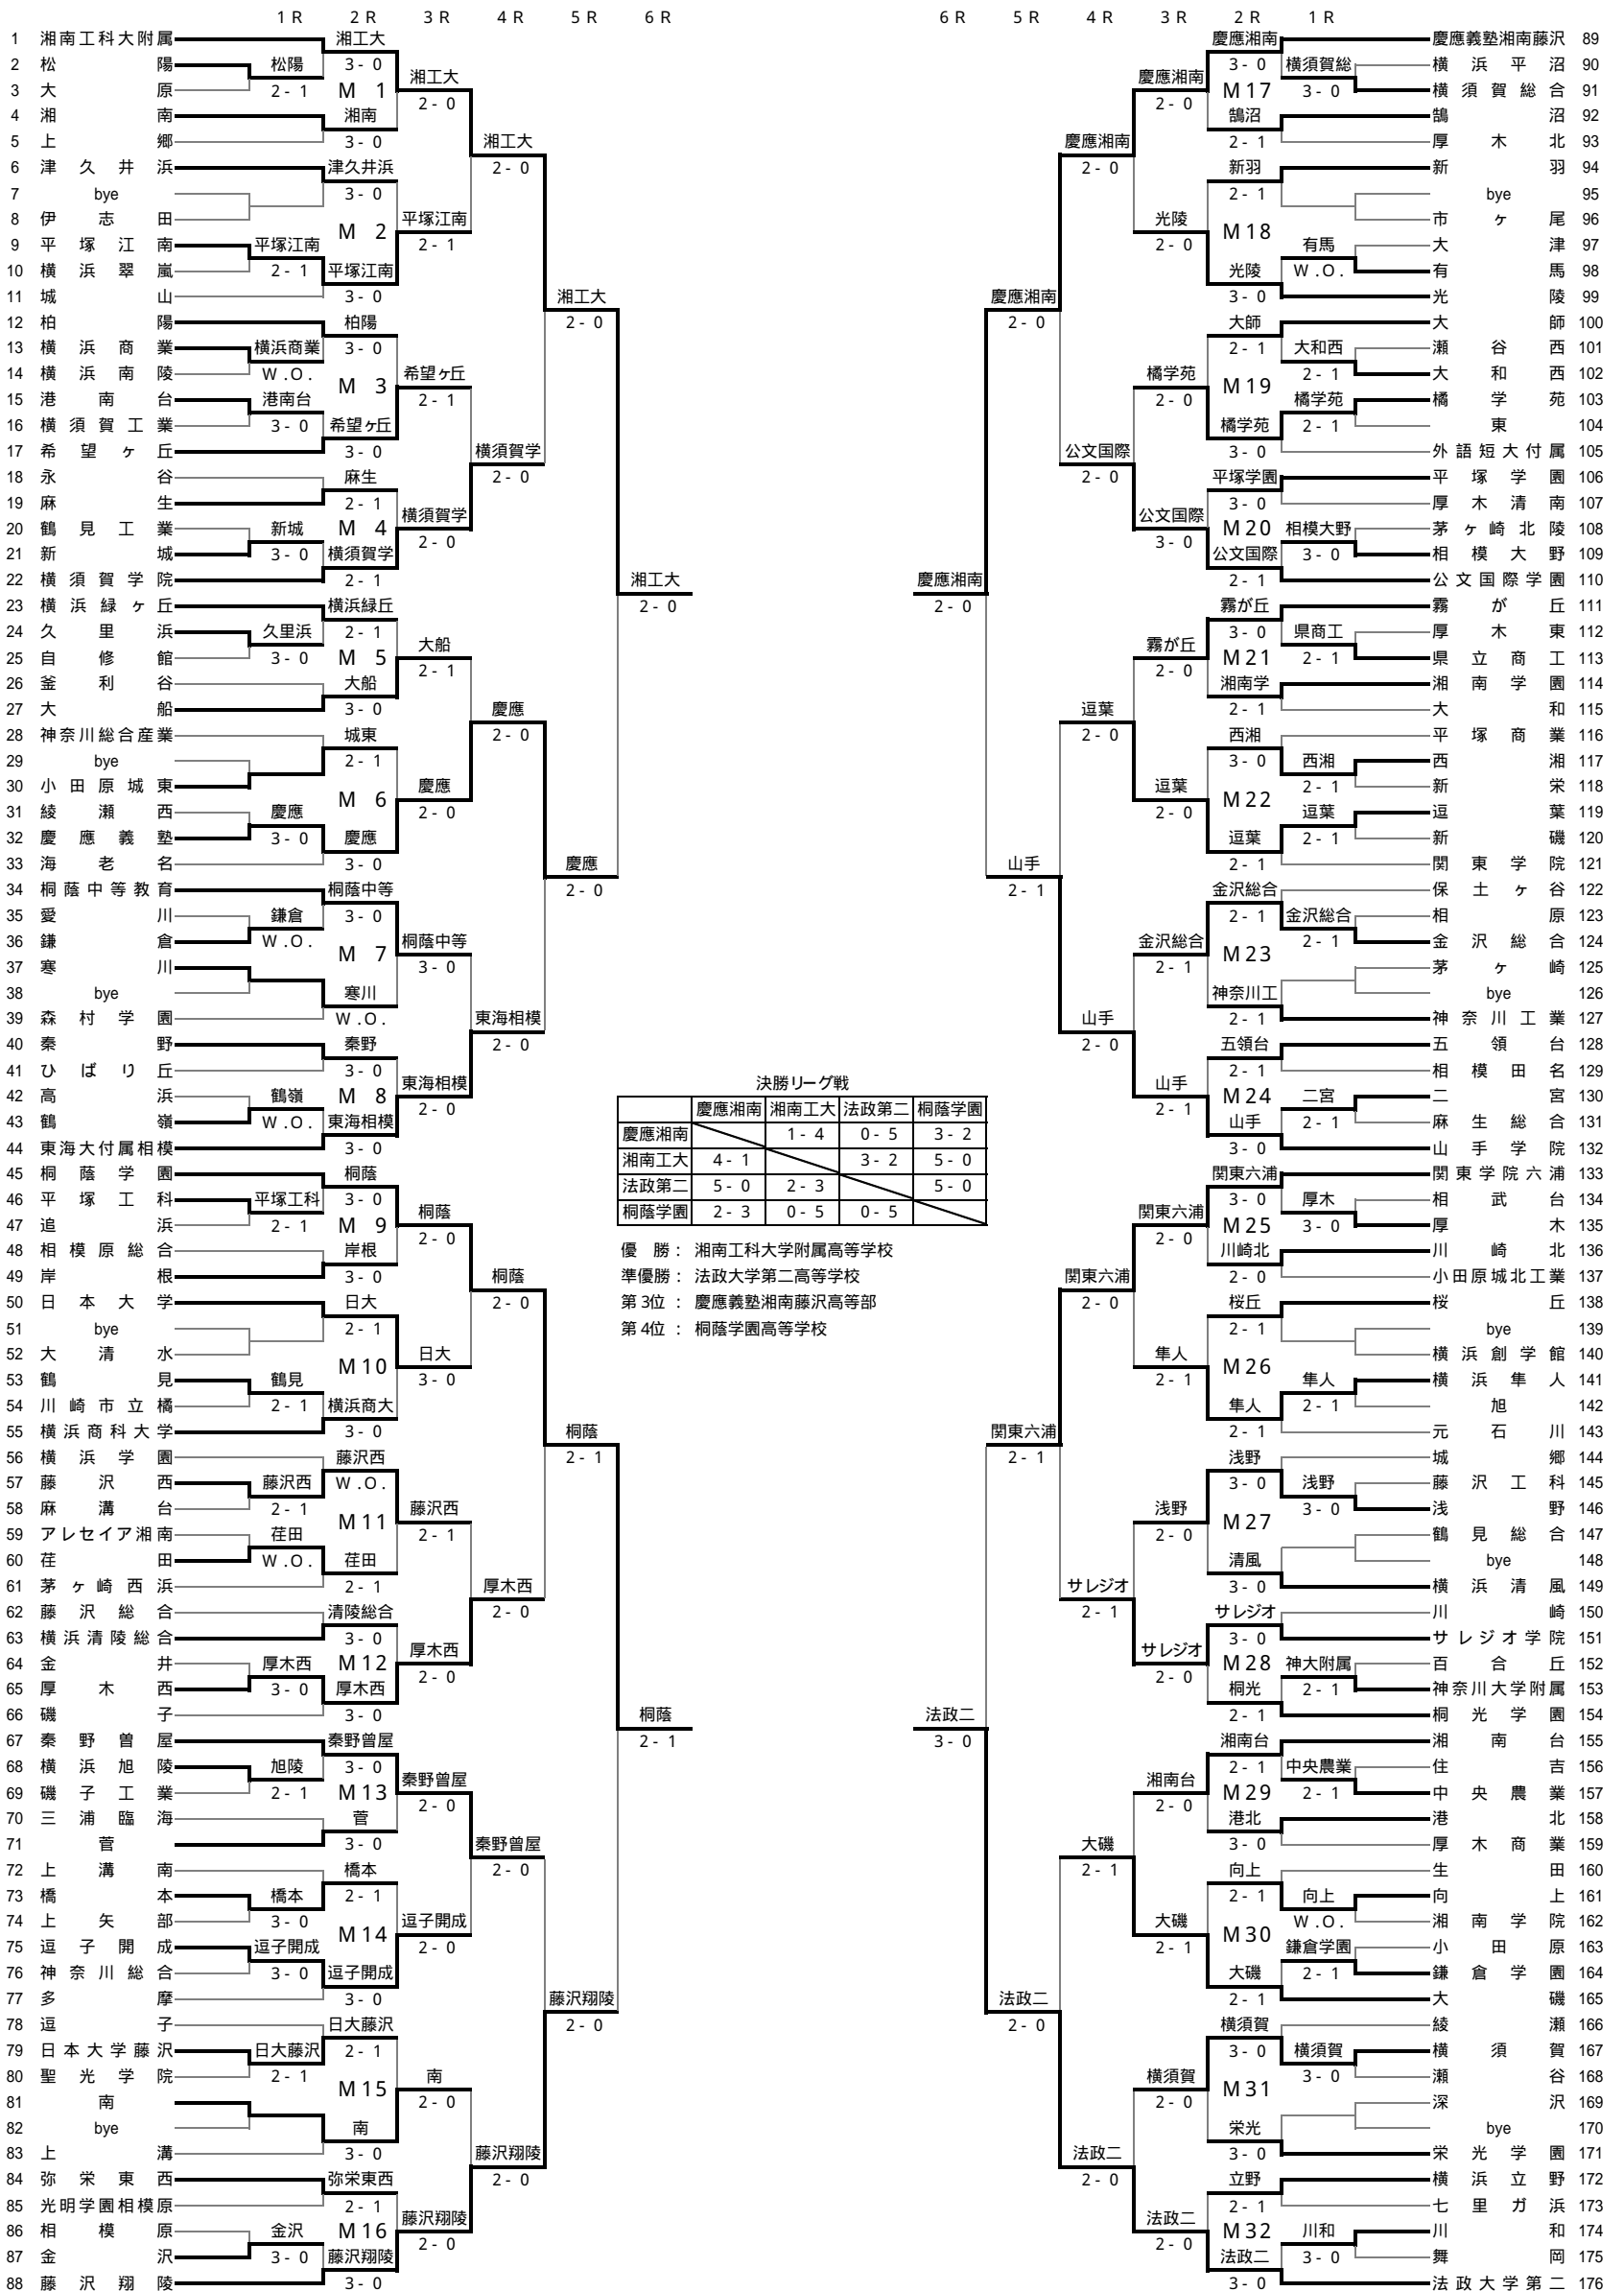 1R 2R 3R 4R 5R 6R 6R 5R 4R 3R 2R 1R
1 湘南工科大附属 湘工大 慶應湘南 慶應義塾湘南藤沢 89
2 松陽 松陽 3-0 3-0 横須賀総 横浜平沼 90
湘工大 慶應湘南
3 大原 2-1 M 1 2-0 2-0 M17 3-0 横須賀総合 91
4 湘南 湘南 鵠沼 鵠沼 92
5 上郷 3-0 湘工大 慶應湘南 2-1 厚木北 93
6 津久井浜 津久井浜 2-0 2-0 新羽 新羽 94
7 bye 3-0 2-1 bye 95
8 伊志田 M 2 平塚江南 光陵 M18 市ヶ尾 96
9 平塚江南 平塚江南 2-1 2-0 有馬 大津 97
10 横浜翠嵐 2-1 平塚江南 光陵 W.O. 有馬 98
11 城山 3-0 湘工大 慶應湘南 3-0 光陵 99
12 柏陽 柏陽 2-0 2-0 大師 大師 100
13 横浜商業 横浜商業 3-0 2-1 大和西 瀬谷西 101
14 横浜南陵 W.O. M 3 希望ヶ丘 橘学苑 M19 2-1 大和西 102
15 港南台 港南台 2-1 2-0 橘学苑 橘学苑 103
16 横須賀工業 3-0 希望ヶ丘 橘学苑 2-1 東 104
17 希望ヶ丘 3-0 横須賀学 公文国際 3-0 外語短大付属 105
18 永谷 麻生 2-0 2-0 平塚学園 平塚学園 106
19 麻生 2-1 3-0 厚木清南 107
20 鶴見工業 新城 M 4 横須賀学 公文国際 M20 相模大野 茅ヶ崎北陵 108
21 新城 3-0 横須賀学 2-0 3-0 公文国際 3-0 相模大野 109
22 横須賀学院 2-1 湘工大 慶應湘南 2-1 公文国際学園 110
23 横浜緑ヶ丘 横浜緑丘 2-0 2-0 霧が丘 霧が丘 111
24 久里浜 久里浜 2-1 3-0 県商工 厚木東 112
25 自修館 3-0 M 5 大船 2-1 霧が丘 2-0 M21 2-1 県立商工 113
26 釜利谷 大船 湘南学 湘南学園 114
27 大船 3-0 慶應 逗葉 2-1 大和 115
28 神奈川総合産業 城東 2-0 2-0 西湘 平塚商業 116
29 bye 2-1 3-0 西湘 西湘 117
30 小田原城東 M 6 慶應 逗葉 M22 2-1 新栄 118
31 綾瀬西 慶應 2-0 2-0 逗葉 逗葉 119
32 慶應義塾 3-0 慶應 逗葉 2-1 新磯 120
33 海老名 3-0 慶應 山手 2-1 関東学院 121
34 桐蔭中等教育 桐蔭中等 2-0 2-1 金沢総合 保土ヶ谷 122
35 愛川 鎌倉 3-0 2-1 金沢総合 相原 123
36 鎌倉 W.O. M 7 桐蔭中等 金沢総合 M23 2-1 金沢総合 124
37 寒川 3-0 2-1 茅ヶ崎 125
38 bye 寒川 神奈川工 bye 126
39 森村学園 W.O. 東海相模 山手 2-1 神奈川工業 127
40 秦野 秦野 2-0 2-0 五領台 五領台 128
41 ひばり丘 3-0 2-1 相模田名 129
42 高浜 鶴嶺 M 8 東海相模 2-0 山手 2-1 M24 二宮 二宮 130
43 鶴嶺 W.O. 東海相模 山手 2-1 麻生総合 131
44 東海大付属相模 3-0 3-0 山手学院 132
決勝リーグ戦
慶應湘南 湘南工大 法政第二 桐蔭学園
慶應湘南 1-4 0-5 3-2
湘南工大 4-1 3-2 5-0
法政第二 5-0 2-3 5-0
桐蔭学園 2-3 0-5 0-5
優 勝： 湘南工科大学附属高等学校
準優勝： 法政大学第二高等学校
第3位 ： 慶應義塾湘南藤沢高等部
第4位 ： 桐蔭学園高等学校
45 桐蔭学園 桐蔭 関東六浦 関東学院六浦 133
46 平塚工科 平塚工科 3-0 3-0 厚木 相武台 134
47 追浜 2-1 M 9 桐蔭 2-0 関東六浦 2-0 M25 3-0 厚木 135
48 相模原総合 岸根 川崎北 川崎北 136
49 岸根 3-0 桐蔭 関東六浦 2-0 小田原城北工業 137
50 日本大学 日大 2-0 2-0 桜丘 桜丘 138
51 bye 2-1 2-1 bye 139
52 大清水 M10 日大 隼人 M26 横浜創学館 140
53 鶴見 鶴見 3-0 2-1 隼人 横浜隼人 141
54 川崎市立橘 2-1 横浜商大 隼人 2-1 旭 142
55 横浜商科大学 3-0 桐蔭 関東六浦 2-1 元石川 143
56 横浜学園 藤沢西 2-1 2-1 浅野 城郷 144
57 藤沢西 藤沢西 W.O. 3-0 浅野 藤沢工科 145
58 麻溝台 2-1 M11 藤沢西 浅野 M27 3-0 浅野 146
59 アレセイア湘南 荏田 2-1 2-0 鶴見総合 147
60 荏田 W.O. 荏田 清風 bye 148
61 茅ヶ崎西浜 2-1 厚木西 サレジオ 3-0 横浜清風 149
62 藤沢総合 清陵総合 2-0 2-1 サレジオ 川崎 150
63 横浜清陵総合 3-0 3-0 サレジオ学院 151
64 金井 厚木西 M12 厚木西 2-0 サレジオ 2-0 M28 神大附属 百合丘 152
65 厚木西 3-0 厚木西 桐光 2-1 神奈川大学附属 153
66 磯子 3-0 桐蔭 法政二 2-1 桐光学園 154
67 秦野曽屋 秦野曽屋 2-1 3-0 湘南台 湘南台 155
68 横浜旭陵 旭陵 3-0 2-1 中央農業 住吉 156
69 磯子工業 2-1 M13 秦野曽屋 2-0 湘南台 2-0 M29 2-1 中央農業 157
70 三浦臨海 菅 港北 港北 158
71 菅 3-0 秦野曽屋 大磯 3-0 厚木商業 159
72 上溝南 橋本 2-0 2-1 向上 生田 160
73 橋本 橋本 2-1 2-1 向上 向上 161
74 上矢部 3-0 M14 逗子開成 大磯 M30 W.O. 湘南学院 162
75 逗子開成 逗子開成 2-0 2-1 鎌倉学園 小田原 163
76 神奈川総合 3-0 逗子開成 大磯 2-1 鎌倉学園 164
77 多摩 3-0 藤沢翔陵 法政二 2-1 大磯 165
78 逗子 日大藤沢 2-0 2-0 横須賀 綾瀬 166
79 日本大学藤沢 日大藤沢 2-1 3-0 横須賀 横須賀 167
80 聖光学院 2-1 M15 南 横須賀 M31 3-0 瀬谷 168
81 南 2-0 2-0 深沢 169
82 bye 南 栄光 bye 170
83 上溝 3-0 藤沢翔陵 法政二 3-0 栄光学園 171
84 弥栄東西 弥栄東西 2-0 2-0 立野 横浜立野 172
85 光明学園相模原 2-1 2-1 七里ガ浜 173
86 相模原 金沢 M16 藤沢翔陵 2-0 法政二 2-0 M32 川和 川和 174
87 金沢 3-0 藤沢翔陵 法政二 3-0 舞岡 175
88 藤沢翔陵 3-0 3-0 法政大学第二 176